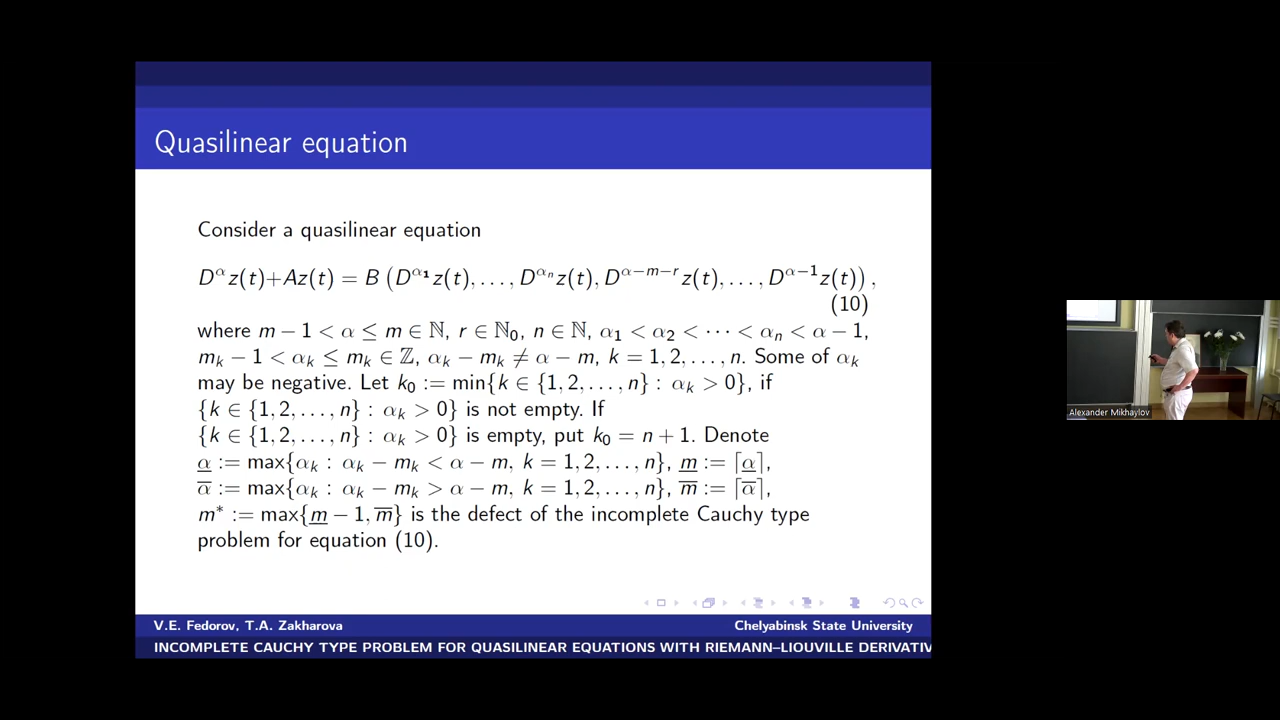 Quasilinear equation
Consider a quasilinear equation
D^α z(t)+Az(t) = B (D^{α_1} z(t), . . . , D^{α_n} z(t), D^{α−m−r} z(t), . . . , D^{α−1} z(t)) ,
(10)
where m − 1 < α ≤ m ∈ ℕ, r ∈ ℕ_0, n ∈ ℕ, α_1 < α_2 < ⋯ < α_n < α − 1,
m_k − 1 < α_k ≤ m_k ∈ ℤ, α_k − m_k ≠ α − m, k = 1, 2, . . . , n. Some of α_k
may be negative. Let k_0 := min{k ∈ {1, 2, . . . , n} : α_k > 0}, if
{k ∈ {1, 2, . . . , n} : α_k > 0} is not empty. If
{k ∈ {1, 2, . . . , n} : α_k > 0} is empty, put k_0 = n + 1. Denote
α̲ := max{α_k : α_k − m_k < α − m, k = 1, 2, . . . , n}, m̲ := ⌈α̲⌉,
α̅ := max{α_k : α_k − m_k > α − m, k = 1, 2, . . . , n}, m̅ := ⌈α̅⌉,
m* := max{m̲ − 1, m̅} is the defect of the incomplete Cauchy type
problem for equation (10).
V.E. Fedorov, T.A. Zakharova Chelyabinsk State University
INCOMPLETE CAUCHY TYPE PROBLEM FOR QUASILINEAR EQUATIONS WITH RIEMANN–LIOUVILLE DERIVATIV
Alexander Mikhaylov